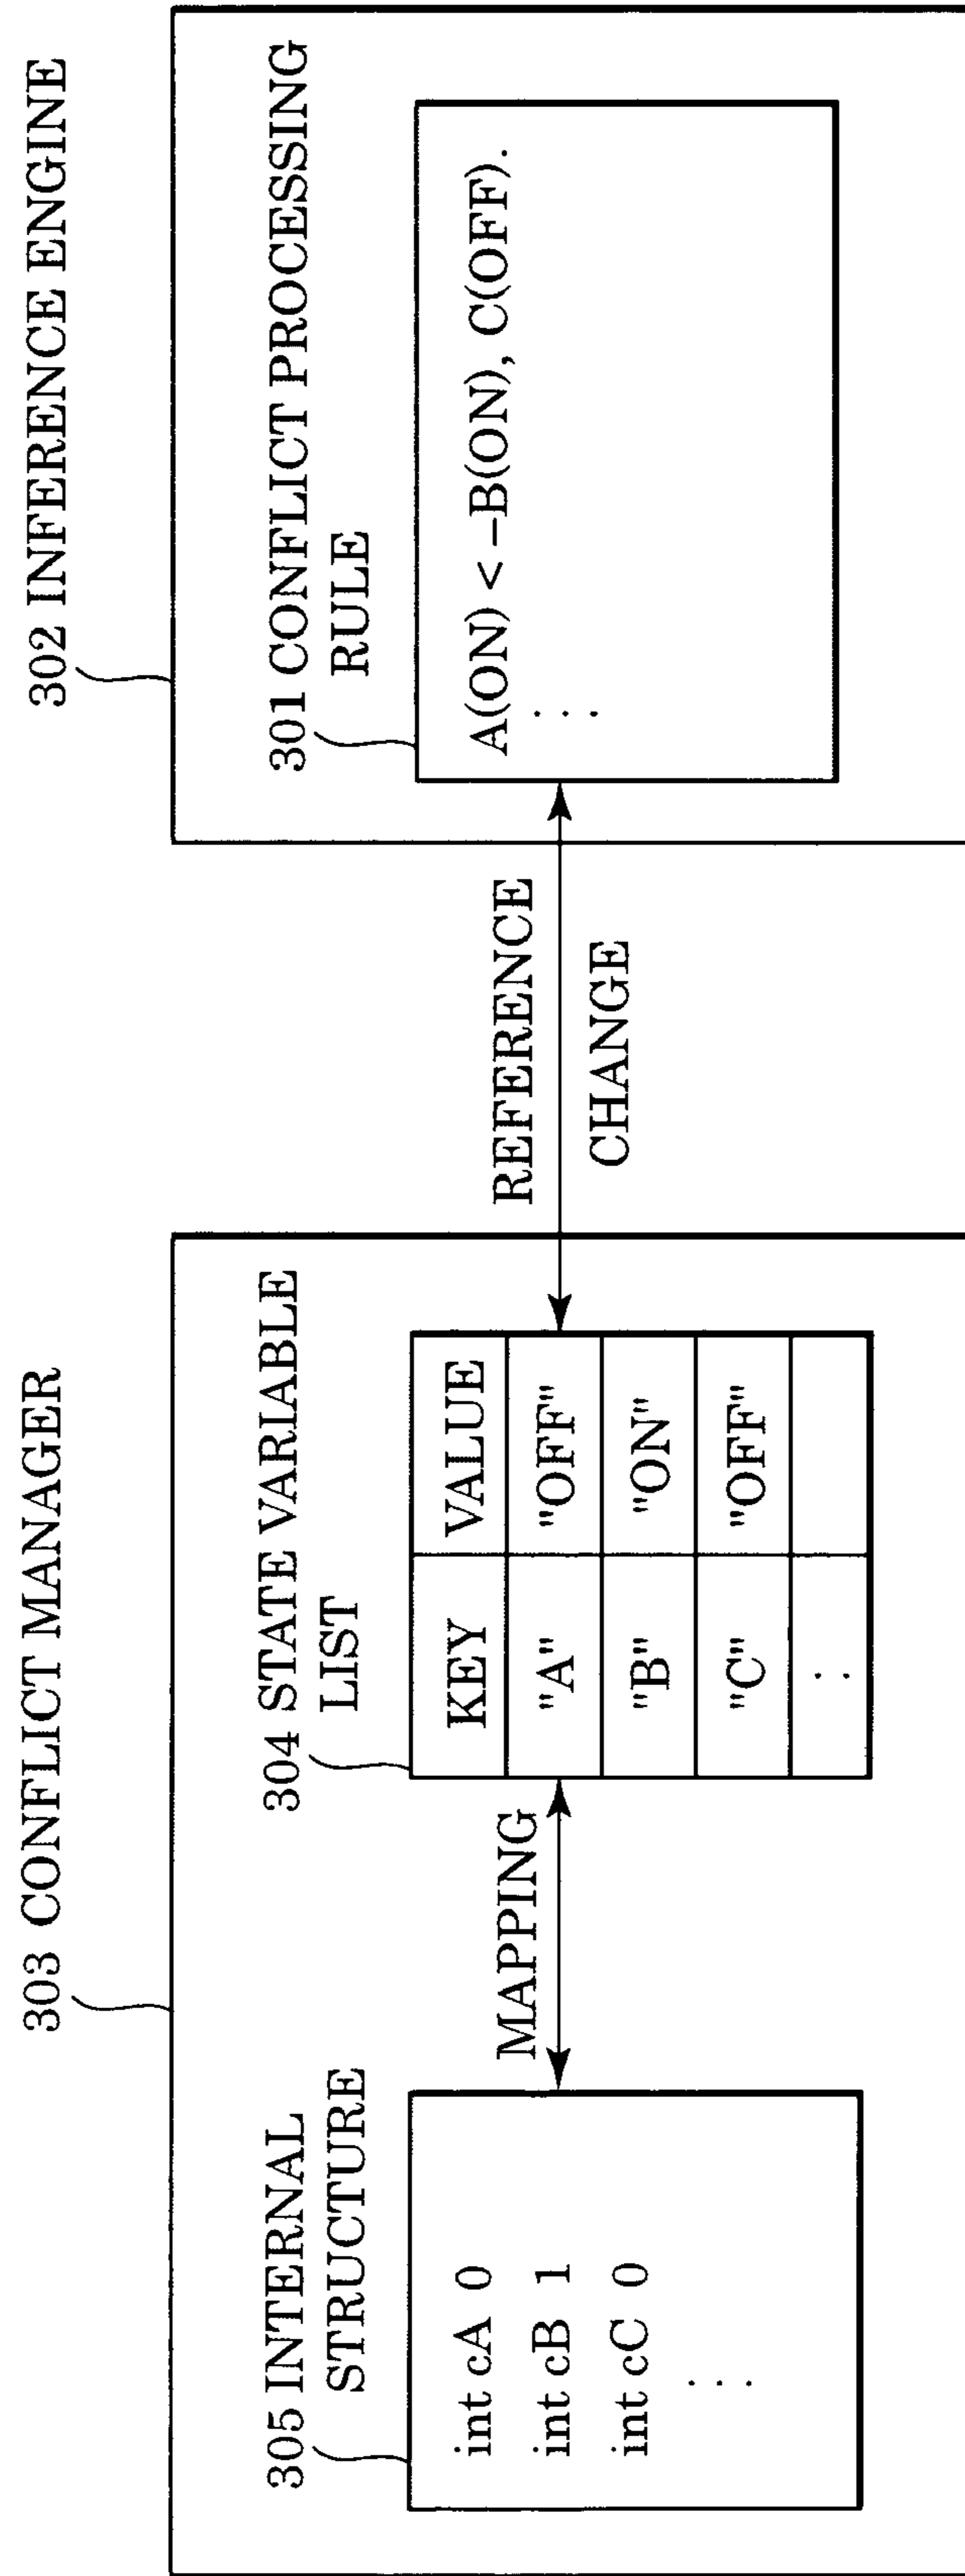 303 CONFLICT MANAGER
305 INTERNAL
STRUCTURE
int cA 0
int cB 1
int cC 0
⋮
MAPPING
304 STATE VARIABLE
LIST
KEY VALUE
"A" "OFF"
"B" "ON"
"C" "OFF"
:
REFERENCE
CHANGE
302 INFERENCE ENGINE
301 CONFLICT PROCESSING
RULE
A(ON) < –B(ON), C(OFF).
⋮